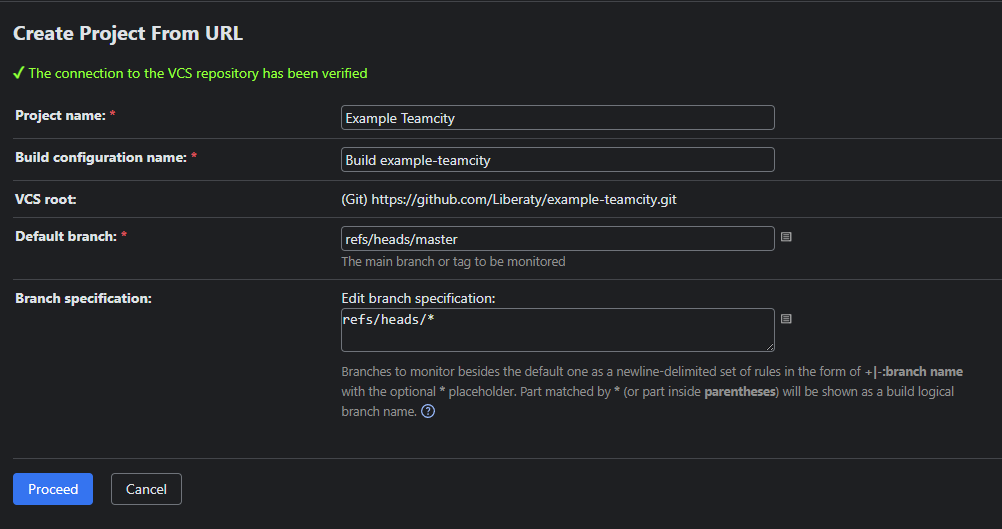 Create Project From URL
✓ The connection to the VCS repository has been verified
Project name: *
Example Teamcity
Build configuration name: *
Build example-teamcity
VCS root:
(Git) https://github.com/Liberaty/example-teamcity.git
Default branch: *
refs/heads/master
The main branch or tag to be monitored
Branch specification:
Edit branch specification:
refs/heads/*
Branches to monitor besides the default one as a newline-delimited set of rules in the form of +|-:branch name
with the optional * placeholder. Part matched by * (or part inside parentheses) will be shown as a build logical
branch name. ?
Proceed
Cancel